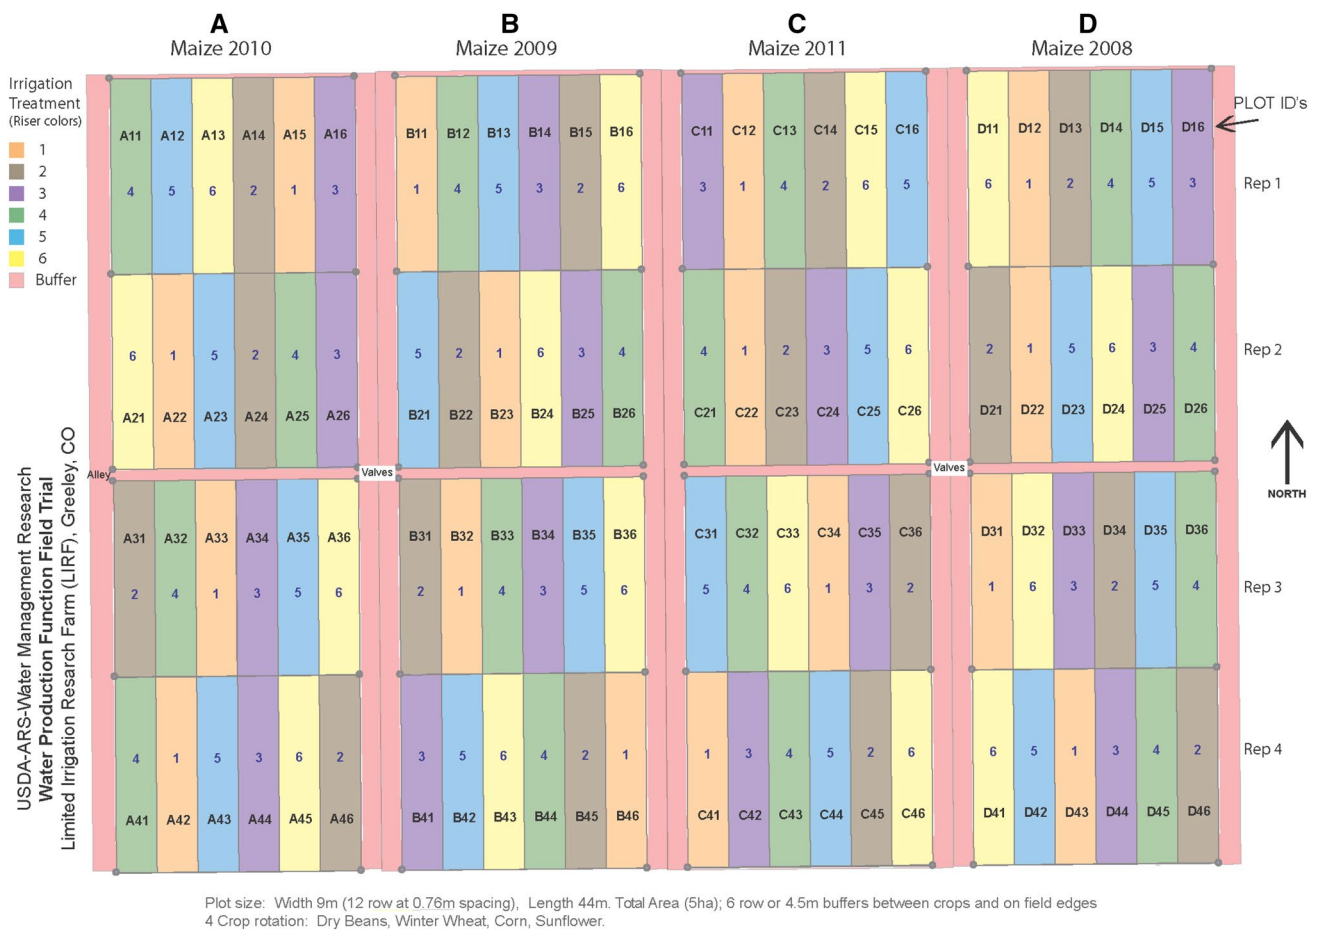 A B C D
Maize 2010 Maize 2009 Maize 2011 Maize 2008
Irrigation
Treatment
(Riser colors)
1
2
3
4
5
6
Buffer
PLOT ID's
A11 A12 A13 A14 A15 A16 B11 B12 B13 B14 B15 B16 C11 C12 C13 C14 C15 C16 D11 D12 D13 D14 D15 D16
4 5 6 2 1 3 1 4 5 3 2 6 3 1 4 2 6 5 6 1 2 4 5 3 Rep 1
6 1 5 2 4 3 5 2 1 6 3 4 4 1 2 3 5 6 2 1 5 6 3 4 Rep 2
A21 A22 A23 A24 A25 A26 B21 B22 B23 B24 B25 B26 C21 C22 C23 C24 C25 C26 D21 D22 D23 D24 D25 D26
Alley Valves Valves
NORTH
A31 A32 A33 A34 A35 A36 B31 B32 B33 B34 B35 B36 C31 C32 C33 C34 C35 C36 D31 D32 D33 D34 D35 D36
2 4 1 3 5 6 2 1 4 3 5 6 5 4 6 1 3 2 1 6 3 2 5 4 Rep 3
4 1 5 3 6 2 3 5 6 4 2 1 1 3 4 5 2 6 6 5 1 3 4 2 Rep 4
A41 A42 A43 A44 A45 A46 B41 B42 B43 B44 B45 B46 C41 C42 C43 C44 C45 C46 D41 D42 D43 D44 D45 D46
USDA-ARS-Water Management Research
Water Production Function Field Trial
Limited Irrigation Resarch Farm (LIRF), Greeley, CO
Plot size: Width 9m (12 row at 0.76m spacing), Length 44m. Total Area (5ha); 6 row or 4.5m buffers between crops and on field edges
4 Crop rotation: Dry Beans, Winter Wheat, Corn, Sunflower.